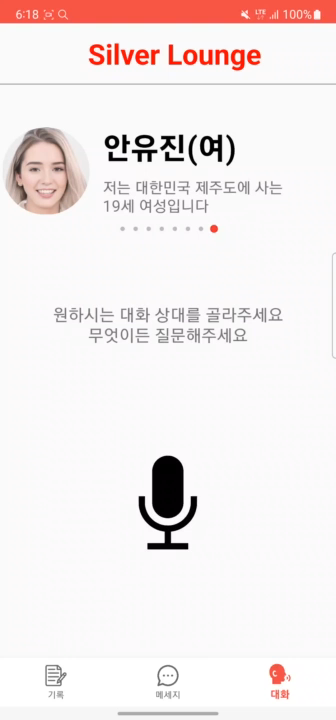 6:18 LTE 100%
Silver Lounge
안유진(여)
저는 대한민국 제주도에 사는
19세 여성입니다
원하시는 대화 상대를 골라주세요
무엇이든 질문해주세요
기록 메세지 대화